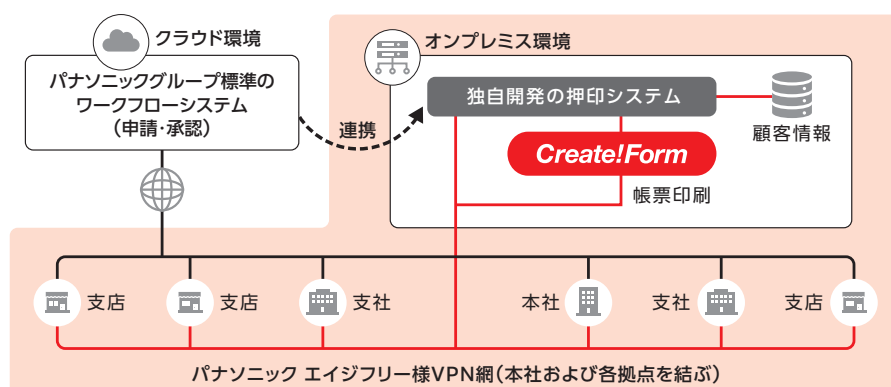 クラウド環境
パナソニックグループ標準の
ワークフローシステム
（申請・承認）
連携
オンプレミス環境
独自開発の押印システム
顧客情報
Create!Form
帳票印刷
支店
支店
支社
本社
支社
支店
パナソニック エイジフリー様VPN網（本社および各拠点を結ぶ）